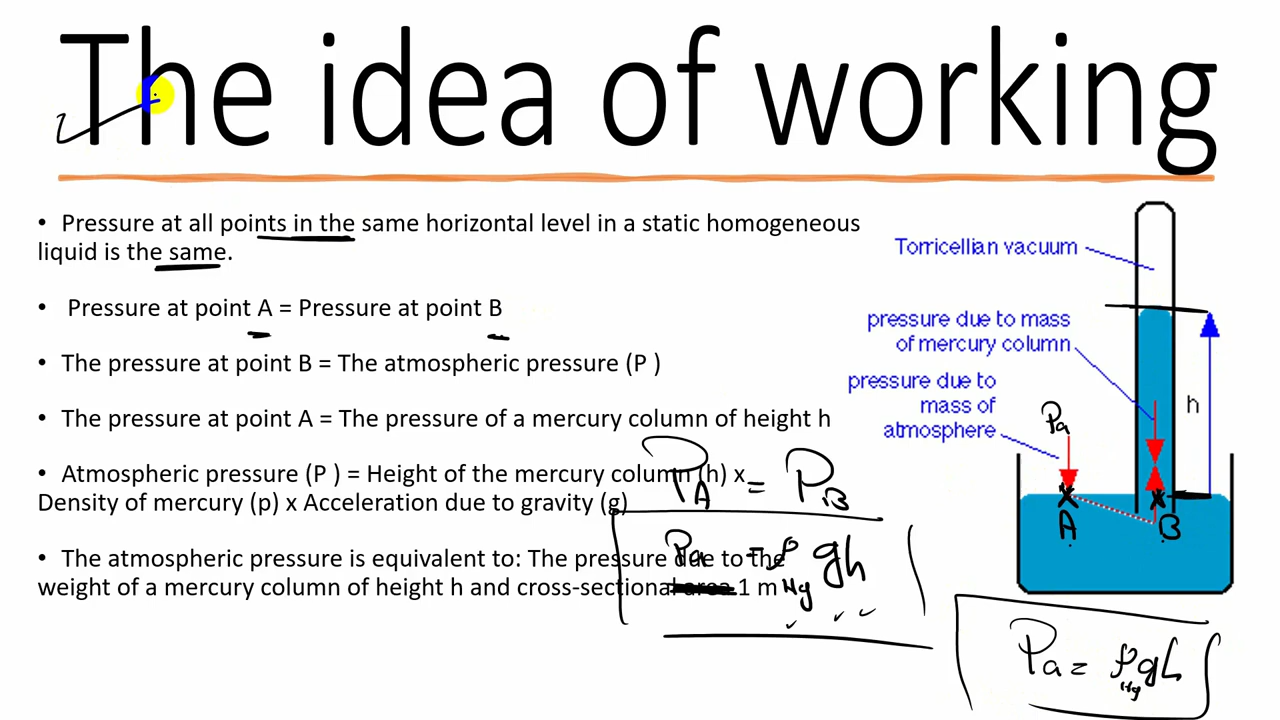 The idea of working
• Pressure at all points in the same horizontal level in a static homogeneous
liquid is the same.
• Pressure at point A = Pressure at point B
• The pressure at point B = The atmospheric pressure (P )
• The pressure at point A = The pressure of a mercury column of height h
• Atmospheric pressure (P ) = Height of the mercury column (h) x
Density of mercury (p) x Acceleration due to gravity (g)
• The atmospheric pressure is equivalent to: The pressure due to the
weight of a mercury column of height h and cross-sectional area 1 m
Torricellian vacuum
pressure due to mass
of mercury column
pressure due to
mass of
atmosphere
h
Pa
A
B
PA = PB
Pa = ρHg gh
Pa = ρHg gh